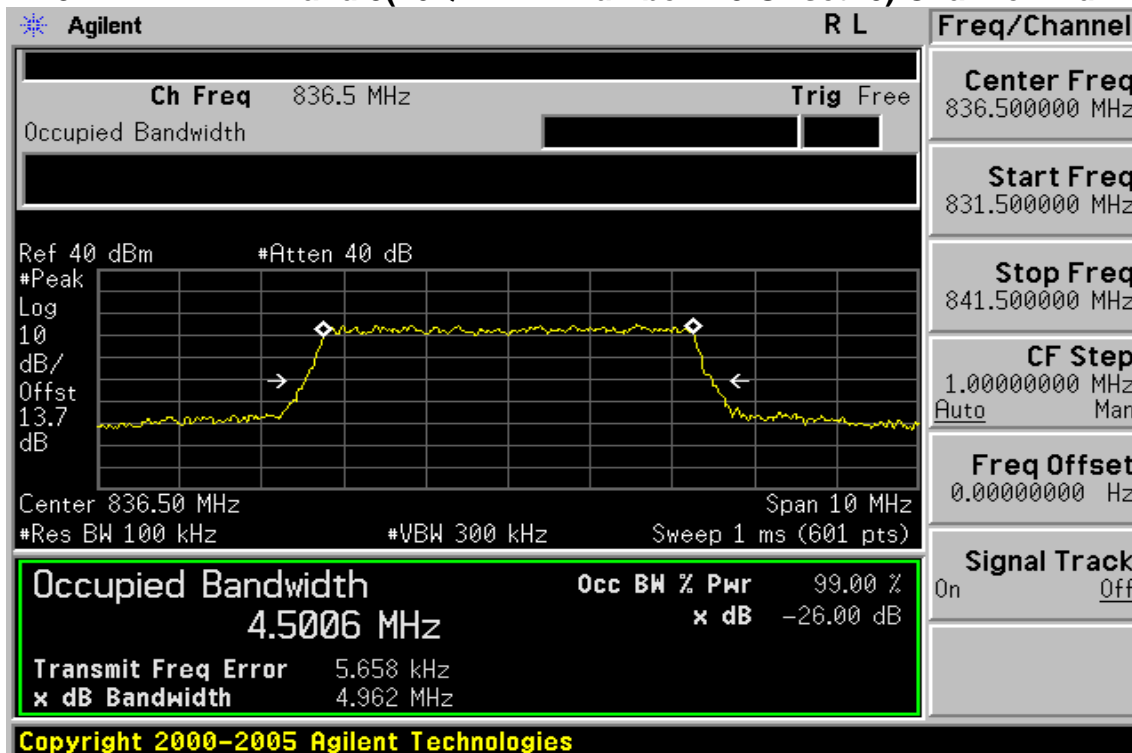 Agilent R L
Freq/Channel
Ch Freq 836.5 MHz Trig Free
Occupied Bandwidth
Center Freq
836.500000 MHz
Start Freq
831.500000 MHz
Stop Freq
841.500000 MHz
CF Step
1.00000000 MHz
Auto Man
Freq Offset
0.00000000 Hz
Signal Track
On Off
Ref 40 dBm #Atten 40 dB
#Peak
Log
10
dB/
Offst
13.7
dB
Center 836.50 MHz Span 10 MHz
#Res BW 100 kHz #VBW 300 kHz Sweep 1 ms (601 pts)
Occupied Bandwidth
4.5006 MHz
Occ BW % Pwr 99.00 %
x dB -26.00 dB
Transmit Freq Error 5.658 kHz
x dB Bandwidth 4.962 MHz
Copyright 2000-2005 Agilent Technologies